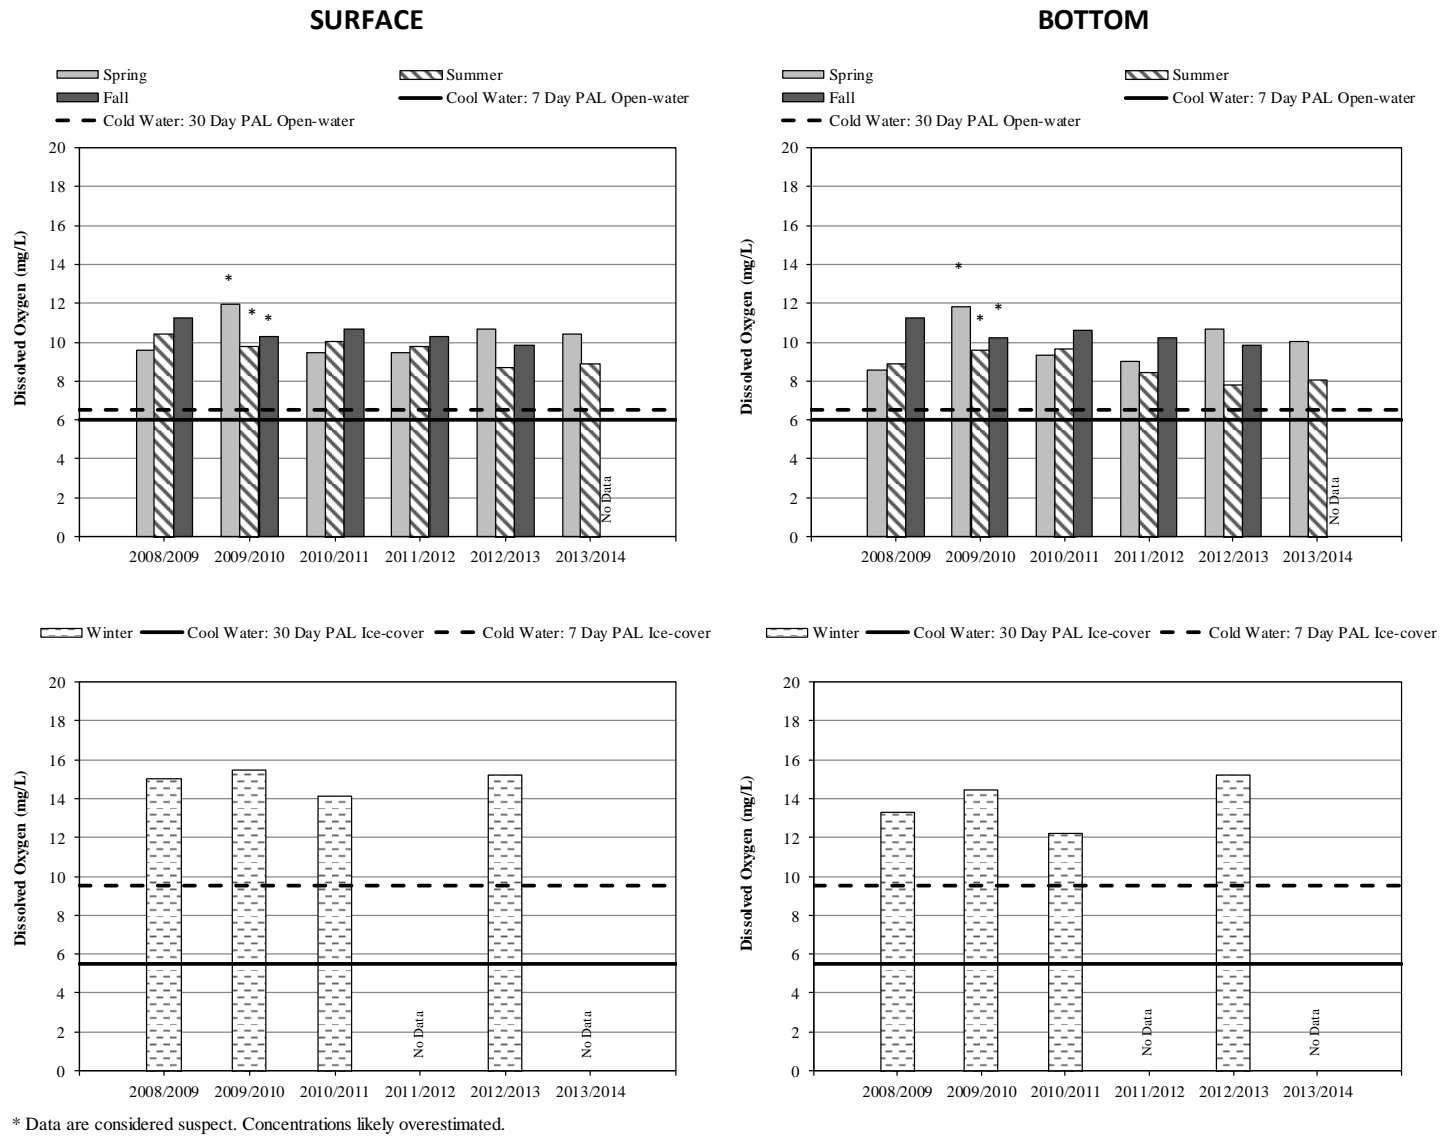 SURFACE
BOTTOM
Spring
Summer
Fall
Cool Water: 7 Day PAL Open-water
Cold Water: 30 Day PAL Open-water
Dissolved Oxygen (mg/L)
20
18
16
14
12
10
8
6
4
2
0
*
*
*
No Data
2008/2009
2009/2010
2010/2011
2011/2012
2012/2013
2013/2014
Spring
Summer
Fall
Cool Water: 7 Day PAL Open-water
Cold Water: 30 Day PAL Open-water
Dissolved Oxygen (mg/L)
20
18
16
14
12
10
8
6
4
2
0
*
*
*
No Data
2008/2009
2009/2010
2010/2011
2011/2012
2012/2013
2013/2014
Winter
Cool Water: 30 Day PAL Ice-cover
Cold Water: 7 Day PAL Ice-cover
Dissolved Oxygen (mg/L)
20
18
16
14
12
10
8
6
4
2
0
No Data
No Data
2008/2009
2009/2010
2010/2011
2011/2012
2012/2013
2013/2014
Winter
Cool Water: 30 Day PAL Ice-cover
Cold Water: 7 Day PAL Ice-cover
Dissolved Oxygen (mg/L)
20
18
16
14
12
10
8
6
4
2
0
No Data
No Data
2008/2009
2009/2010
2010/2011
2011/2012
2012/2013
2013/2014
* Data are considered suspect. Concentrations likely overestimated.